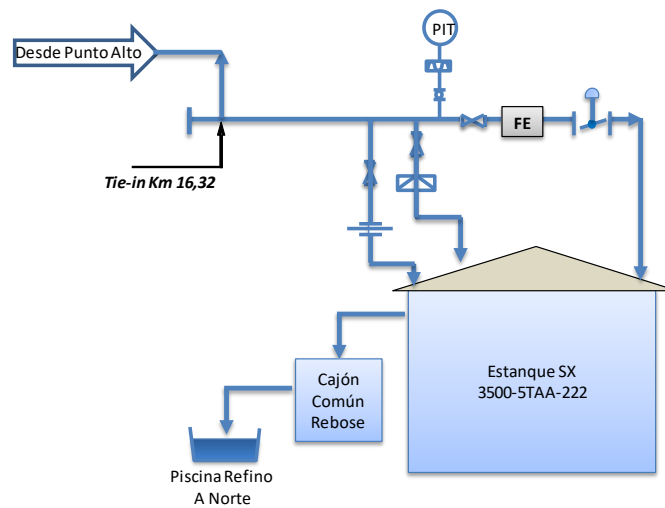 PIT
Desde Punto Alto
FE
Tie-in Km 16,32
Estanque SX
3500-5TAA-222
Cajón
Común
Rebose
Piscina Refino
A Norte